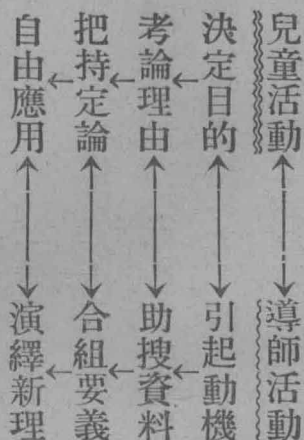 兒童活動 ↔ 導師活動
決定目的 ↔ 引起動機
考論理由 ↔ 助搜資料
把持定論 ↔ 合組要義
自由應用 ↔ 演繹新理